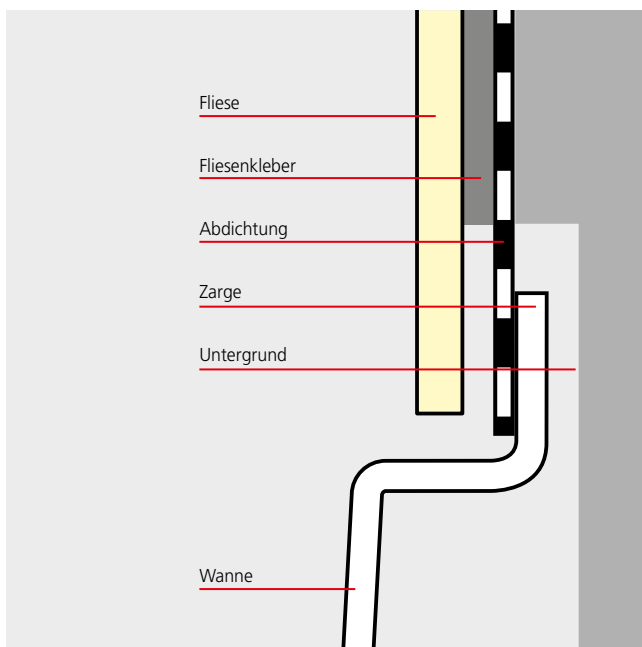 Fliese
Fliesenkleber
Abdichtung
Zarge
Untergrund
Wanne